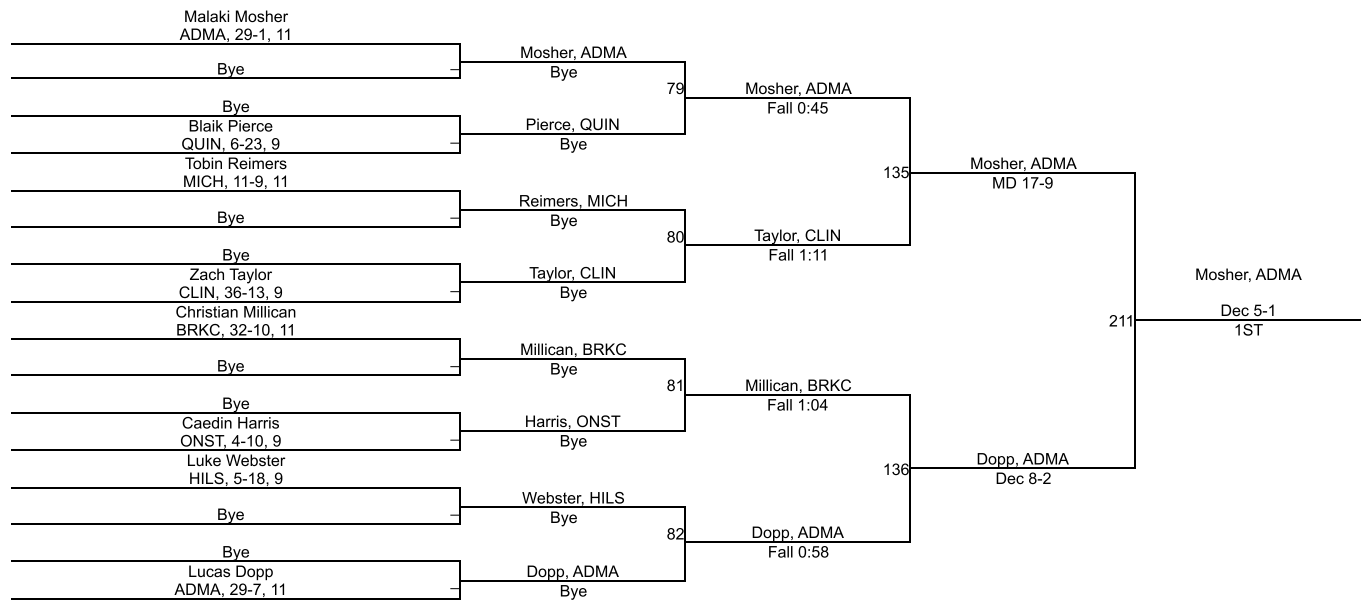 Malaki Mosher
ADMA, 29-1, 11
Bye
Bye
Blaik Pierce
QUIN, 6-23, 9
Tobin Reimers
MICH, 11-9, 11
Bye
Bye
Zach Taylor
CLIN, 36-13, 9
Christian Millican
BRKC, 32-10, 11
Bye
Bye
Caedin Harris
ONST, 4-10, 9
Luke Webster
HILS, 5-18, 9
Bye
Bye
Lucas Dopp
ADMA, 29-7, 11
Mosher, ADMA
Bye
79
Pierce, QUIN
Bye
Reimers, MICH
Bye
80
Taylor, CLIN
Bye
Millican, BRKC
Bye
81
Harris, ONST
Bye
Webster, HILS
Bye
82
Dopp, ADMA
Bye
Mosher, ADMA
Fall 0:45
135
Taylor, CLIN
Fall 1:11
Millican, BRKC
Fall 1:04
136
Dopp, ADMA
Fall 0:58
Mosher, ADMA
MD 17-9
211
Dopp, ADMA
Dec 8-2
Mosher, ADMA
Dec 5-1
1ST